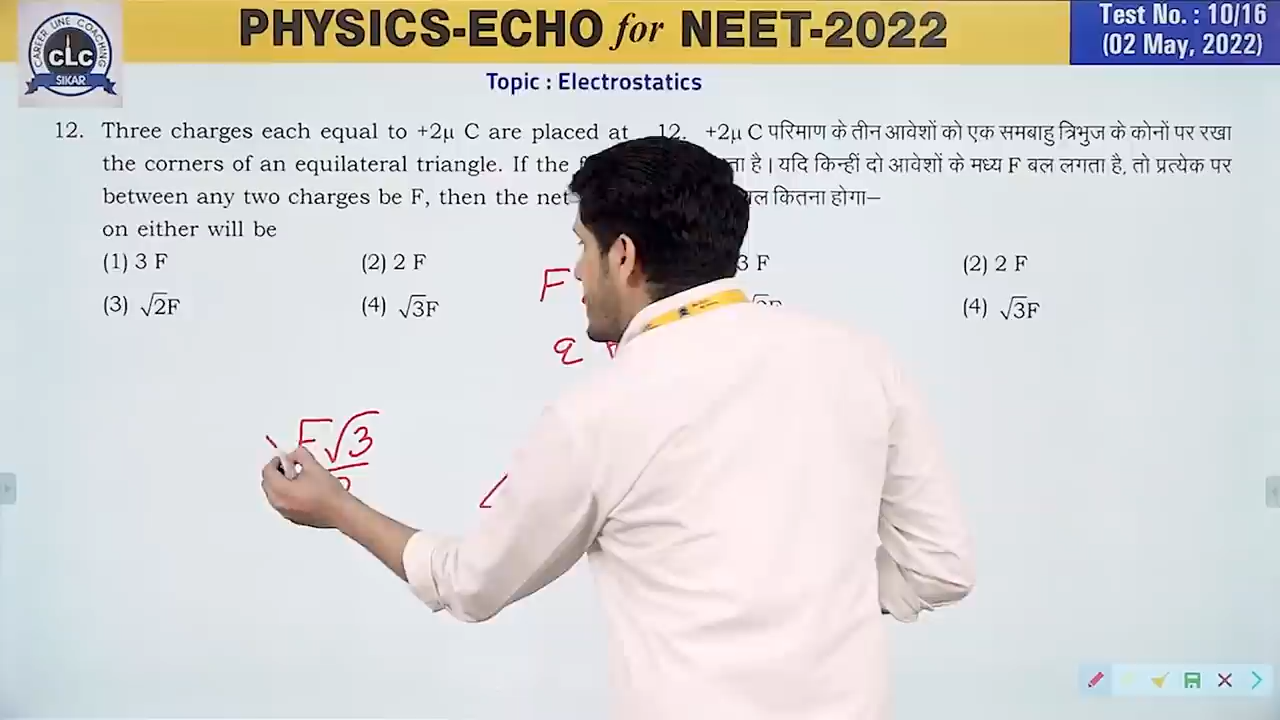 PHYSICS-ECHO for NEET-2022
Test No. : 10/16
(02 May, 2022)
CAREER LINE COACHING
CLC
SIKAR
Topic : Electrostatics
12. Three charges each equal to +2μ C are placed at
the corners of an equilateral triangle. If the
between any two charges be F, then the net
on either will be
(1) 3 F (2) 2 F
(3) √2F (4) √3F
12. +2μ C परिमाण के तीन आवेशों को एक समबाहु त्रिभुज के कोनों पर रखा
है। यदि किन्हीं दो आवेशों के मध्य F बल लगता है, तो प्रत्येक पर
कितना होगा—
3 F (2) 2 F
(4) √3F
F
q
F√3